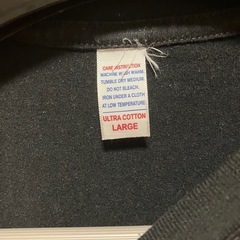 CARE INSTRUCTION
MACHINE WASH WARM.
TUMBLE DRY MEDIUM.
DO NOT BLEACH.
IRON UNDER A CLOTH
AT LOW TEMPERATURE.
ULTRA COTTON
LARGE